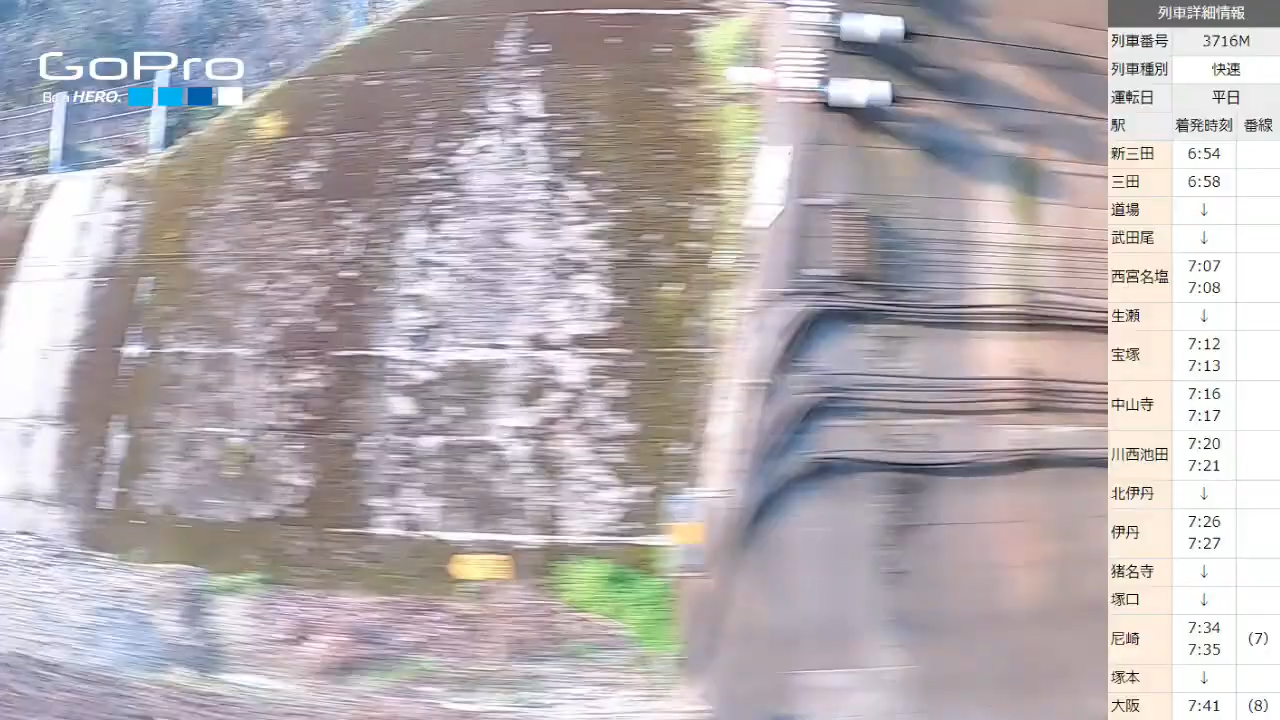 GoPro
Be a HERO.
列車詳細情報
列車番号 3716M
列車種別 快速
運転日 平日
駅 着発時刻 番線
新三田 6:54
三田 6:58
道場 ↓
武田尾 ↓
西宮名塩 7:07 7:08
生瀬 ↓
宝塚 7:12 7:13
中山寺 7:16 7:17
川西池田 7:20 7:21
北伊丹 ↓
伊丹 7:26 7:27
猪名寺 ↓
塚口 ↓
尼崎 7:34 7:35 (7)
塚本 ↓
大阪 7:41 (8)